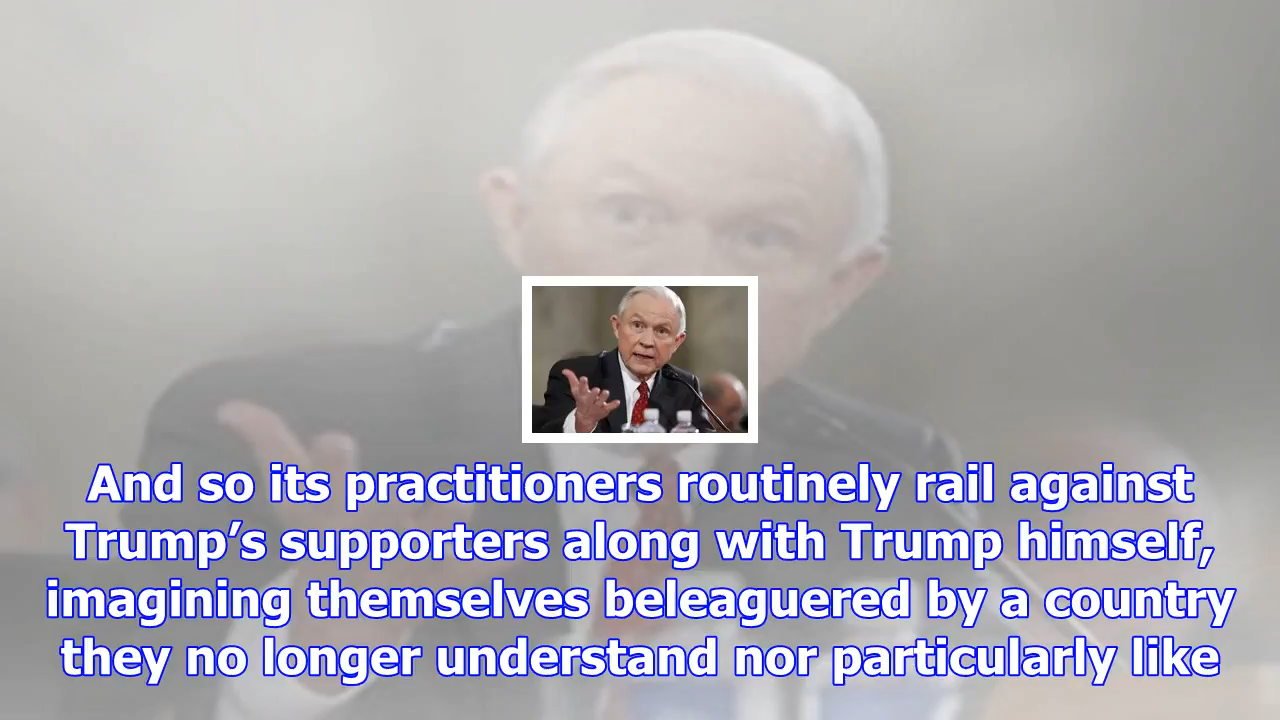 And so its practitioners routinely rail against
Trump’s supporters along with Trump himself,
imagining themselves beleaguered by a country
they no longer understand nor particularly like